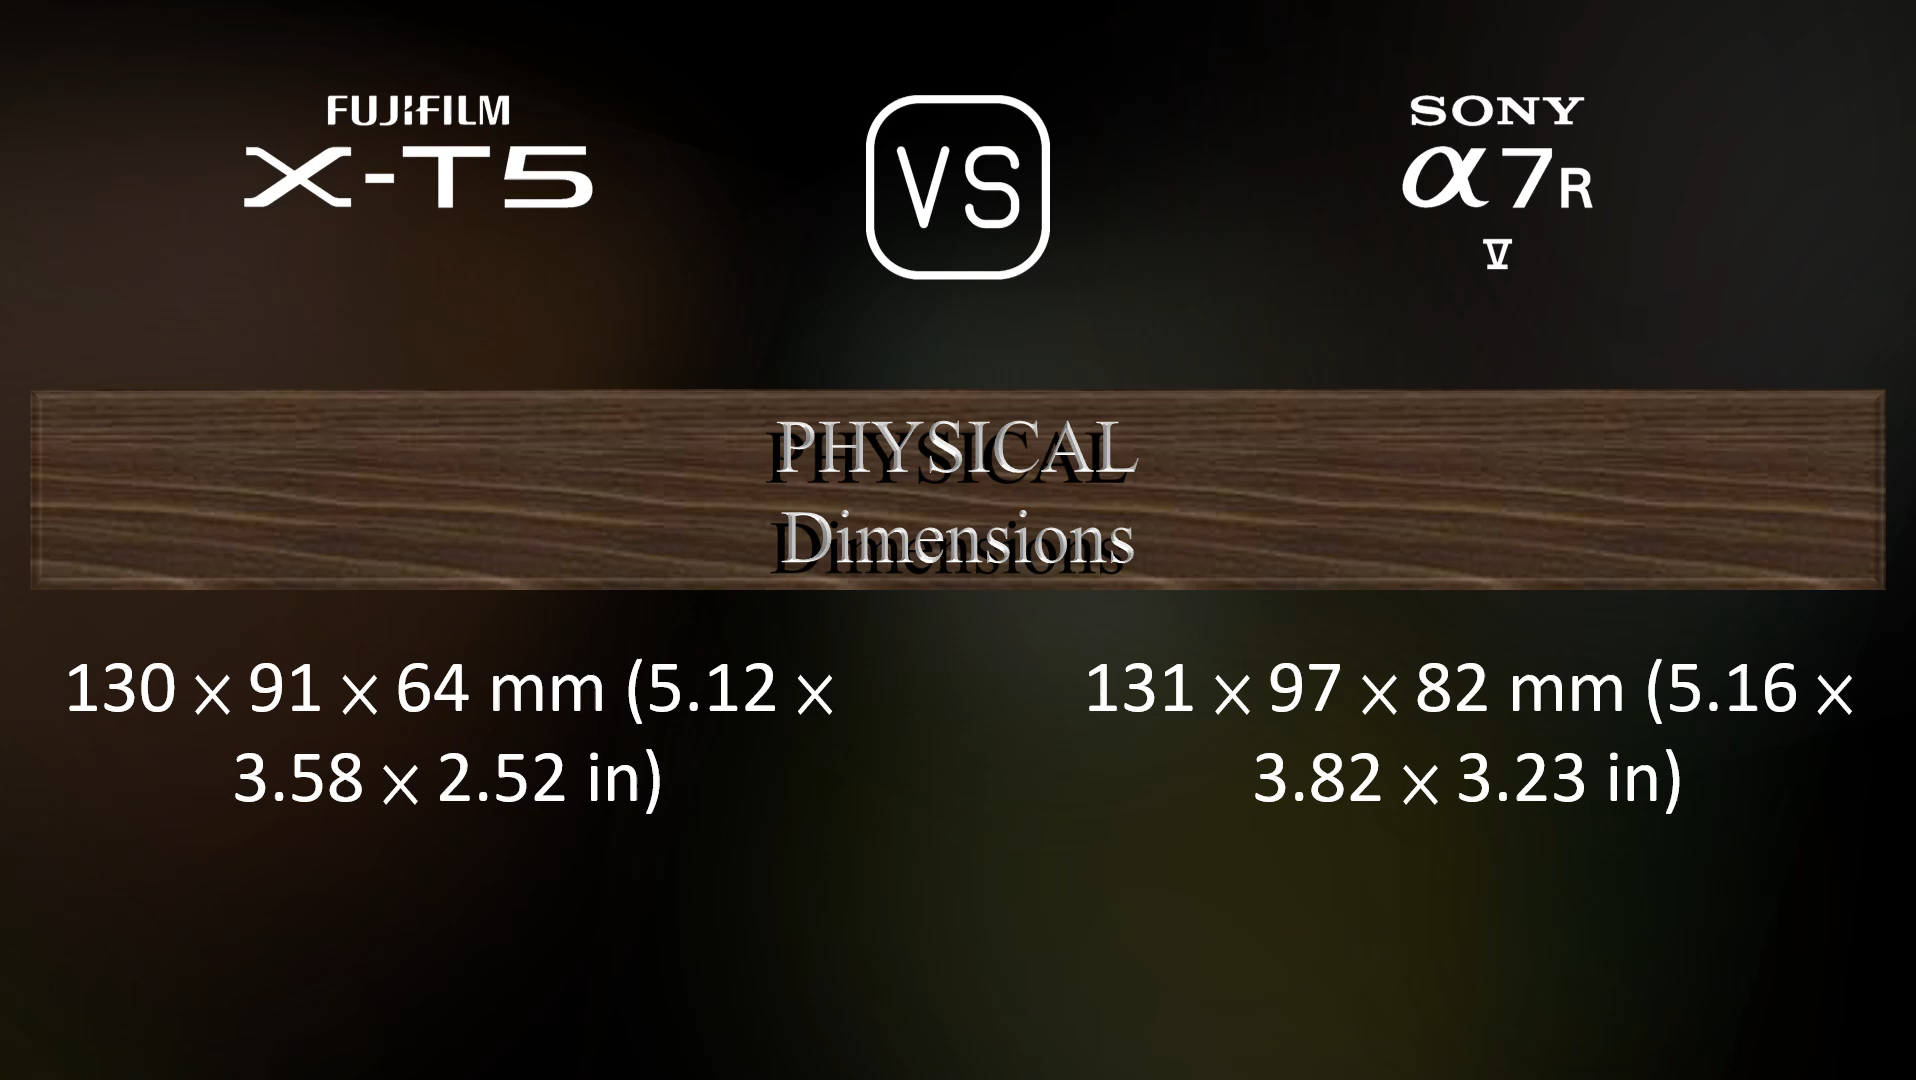 FUJIFILM
X-T5
VS
SONY
α7R
V
PHYSICAL
Dimensions
130 x 91 x 64 mm (5.12 x
3.58 x 2.52 in)
131 x 97 x 82 mm (5.16 x
3.82 x 3.23 in)